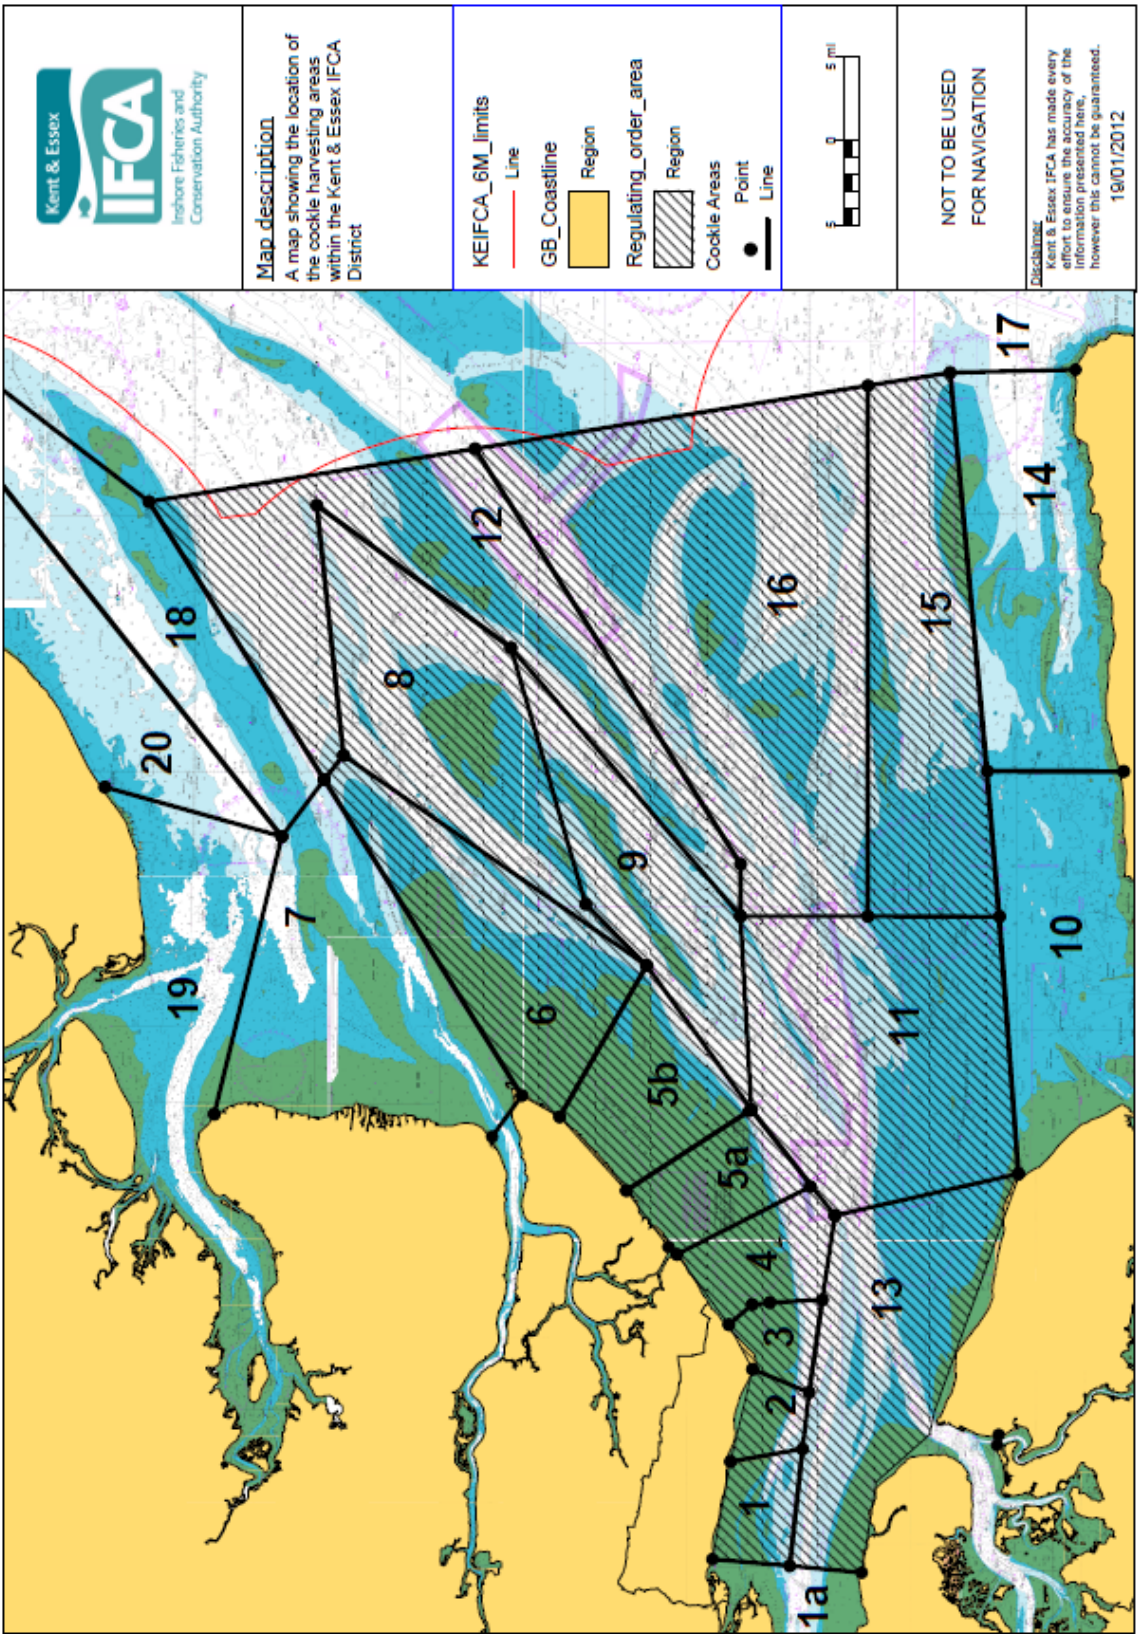 Kent & Essex
IFCA
Inshore Fisheries and
Conservation Authority
Map description
A map showing the location of
the cockle harvesting areas
within the Kent & Essex IFCA
District
KEIFCA_6M_limits
Line
GB_Coastline
Region
Regulating_order_area
Region
Cockle Areas
Point
Line
5 0 5 mi
NOT TO BE USED
FOR NAVIGATION
Disclaimer
Kent & Essex IFCA has made every
effort to ensure the accuracy of the
information presented here,
however this cannot be guaranteed.
19/01/2012
20
18
19
7
8
12
6
9
5b
16
5a
4
3
2
1
1a
15
11
13
17
14
10